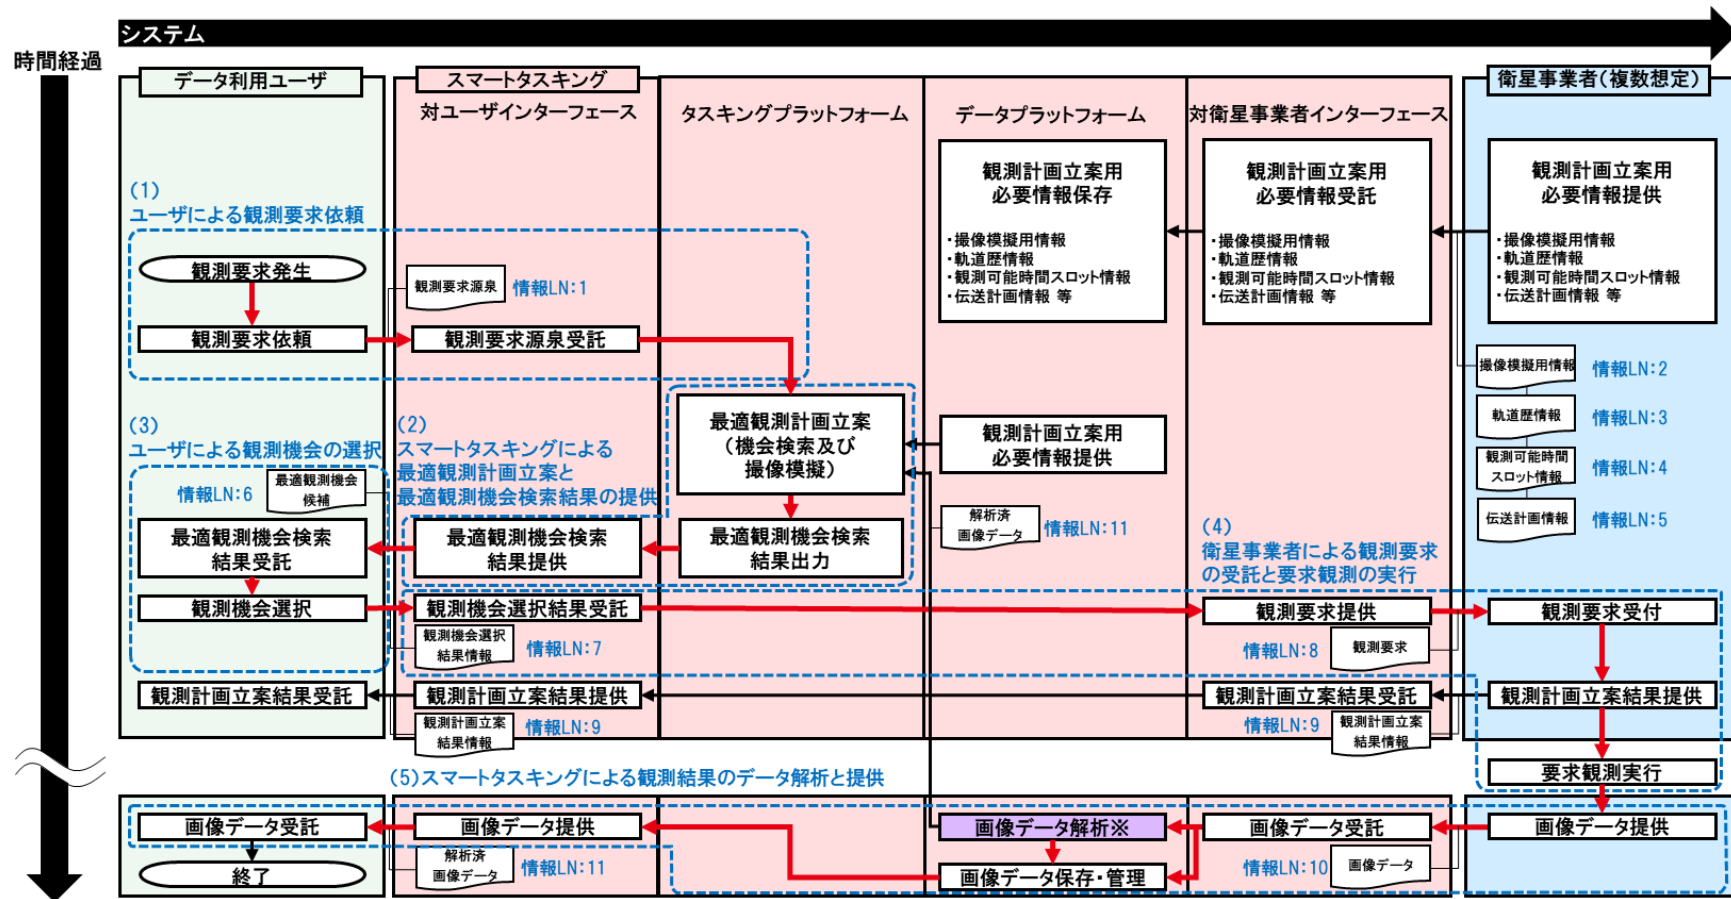 システム
時間経過
データ利用ユーザ
スマートタスキング
衛星事業者(複数想定)
対ユーザインターフェース
タスキングプラットフォーム
データプラットフォーム
対衛星事業者インターフェース
観測計画立案用
必要情報保存
・撮像模擬用情報
・軌道歴情報
・観測可能時間スロット情報
・伝送計画情報 等
観測計画立案用
必要情報受託
・撮像模擬用情報
・軌道歴情報
・観測可能時間スロット情報
・伝送計画情報 等
観測計画立案用
必要情報提供
・撮像模擬用情報
・軌道歴情報
・観測可能時間スロット情報
・伝送計画情報 等
(1)
ユーザによる観測要求依頼
観測要求発生
観測要求源泉
情報LN:1
観測要求依頼
観測要求源泉受託
撮像模擬用情報
情報LN:2
軌道歴情報
情報LN:3
観測可能時間
スロット情報
情報LN:4
伝送計画情報
情報LN:5
(3)
ユーザによる観測機会の選択
(2)
スマートタスキングによる
最適観測計画立案と
最適観測機会検索結果の提供
最適観測計画立案
(機会検索及び
撮像模擬)
観測計画立案用
必要情報提供
情報LN:6
最適観測機会
候補
解析済
画像データ
情報LN:11
(4)
衛星事業者による観測要求
の受託と要求観測の実行
最適観測機会検索
結果受託
最適観測機会検索
結果提供
最適観測機会検索
結果出力
観測機会選択
観測機会選択結果受託
観測要求提供
観測要求受付
観測機会選択
結果情報
情報LN:7
情報LN:8
観測要求
観測計画立案結果受託
観測計画立案結果提供
観測計画立案結果受託
観測計画立案結果提供
観測計画立案
結果情報
情報LN:9
情報LN:9
観測計画立案
結果情報
要求観測実行
(5)スマートタスキングによる観測結果のデータ解析と提供
画像データ受託
画像データ提供
画像データ解析※
画像データ受託
画像データ提供
終了
解析済
画像データ
情報LN:11
画像データ保存・管理
情報LN:10
画像データ